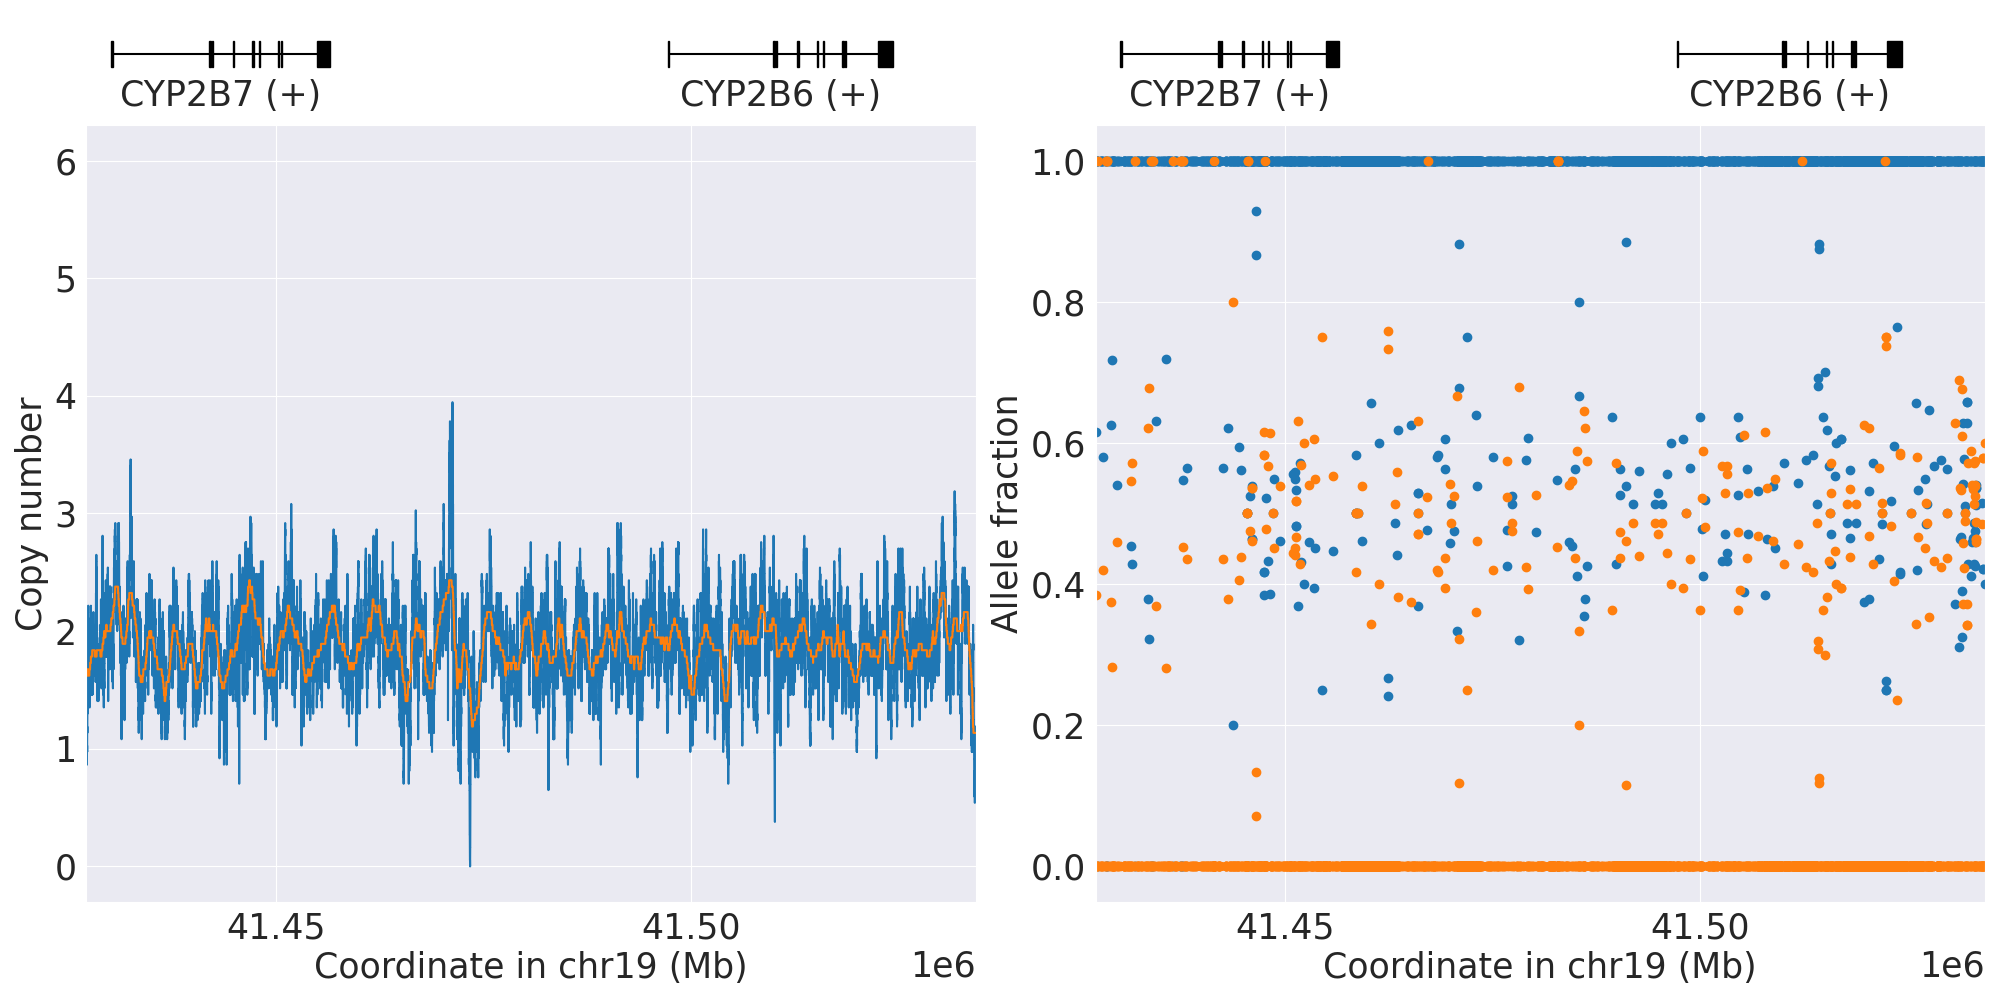 CYP2B7 (+)
CYP2B6 (+)
CYP2B7 (+)
CYP2B6 (+)
Copy number
6
5
4
3
2
1
0
41.45
41.50
Coordinate in chr19 (Mb)
1e6
Allele fraction
1.0
0.8
0.6
0.4
0.2
0.0
41.45
41.50
Coordinate in chr19 (Mb)
1e6